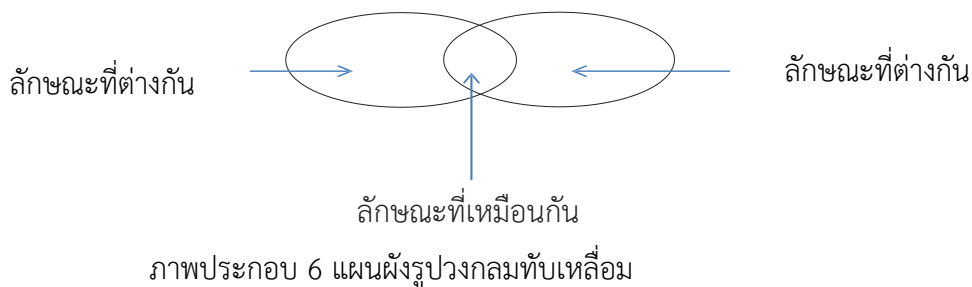 ลักษณะที่ต่างกัน
ลักษณะที่ต่างกัน
ลักษณะที่เหมือนกัน
ภาพประกอบ 6 แผนผังรูปวงกลมทับเหลื่อม